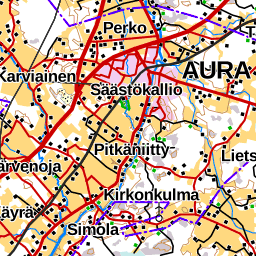 Perko
AURA
Karviainen
Säästökallio
Pitkäniitty
Liets
ärvenoja
Kirkonkulma
äyrä
Simola